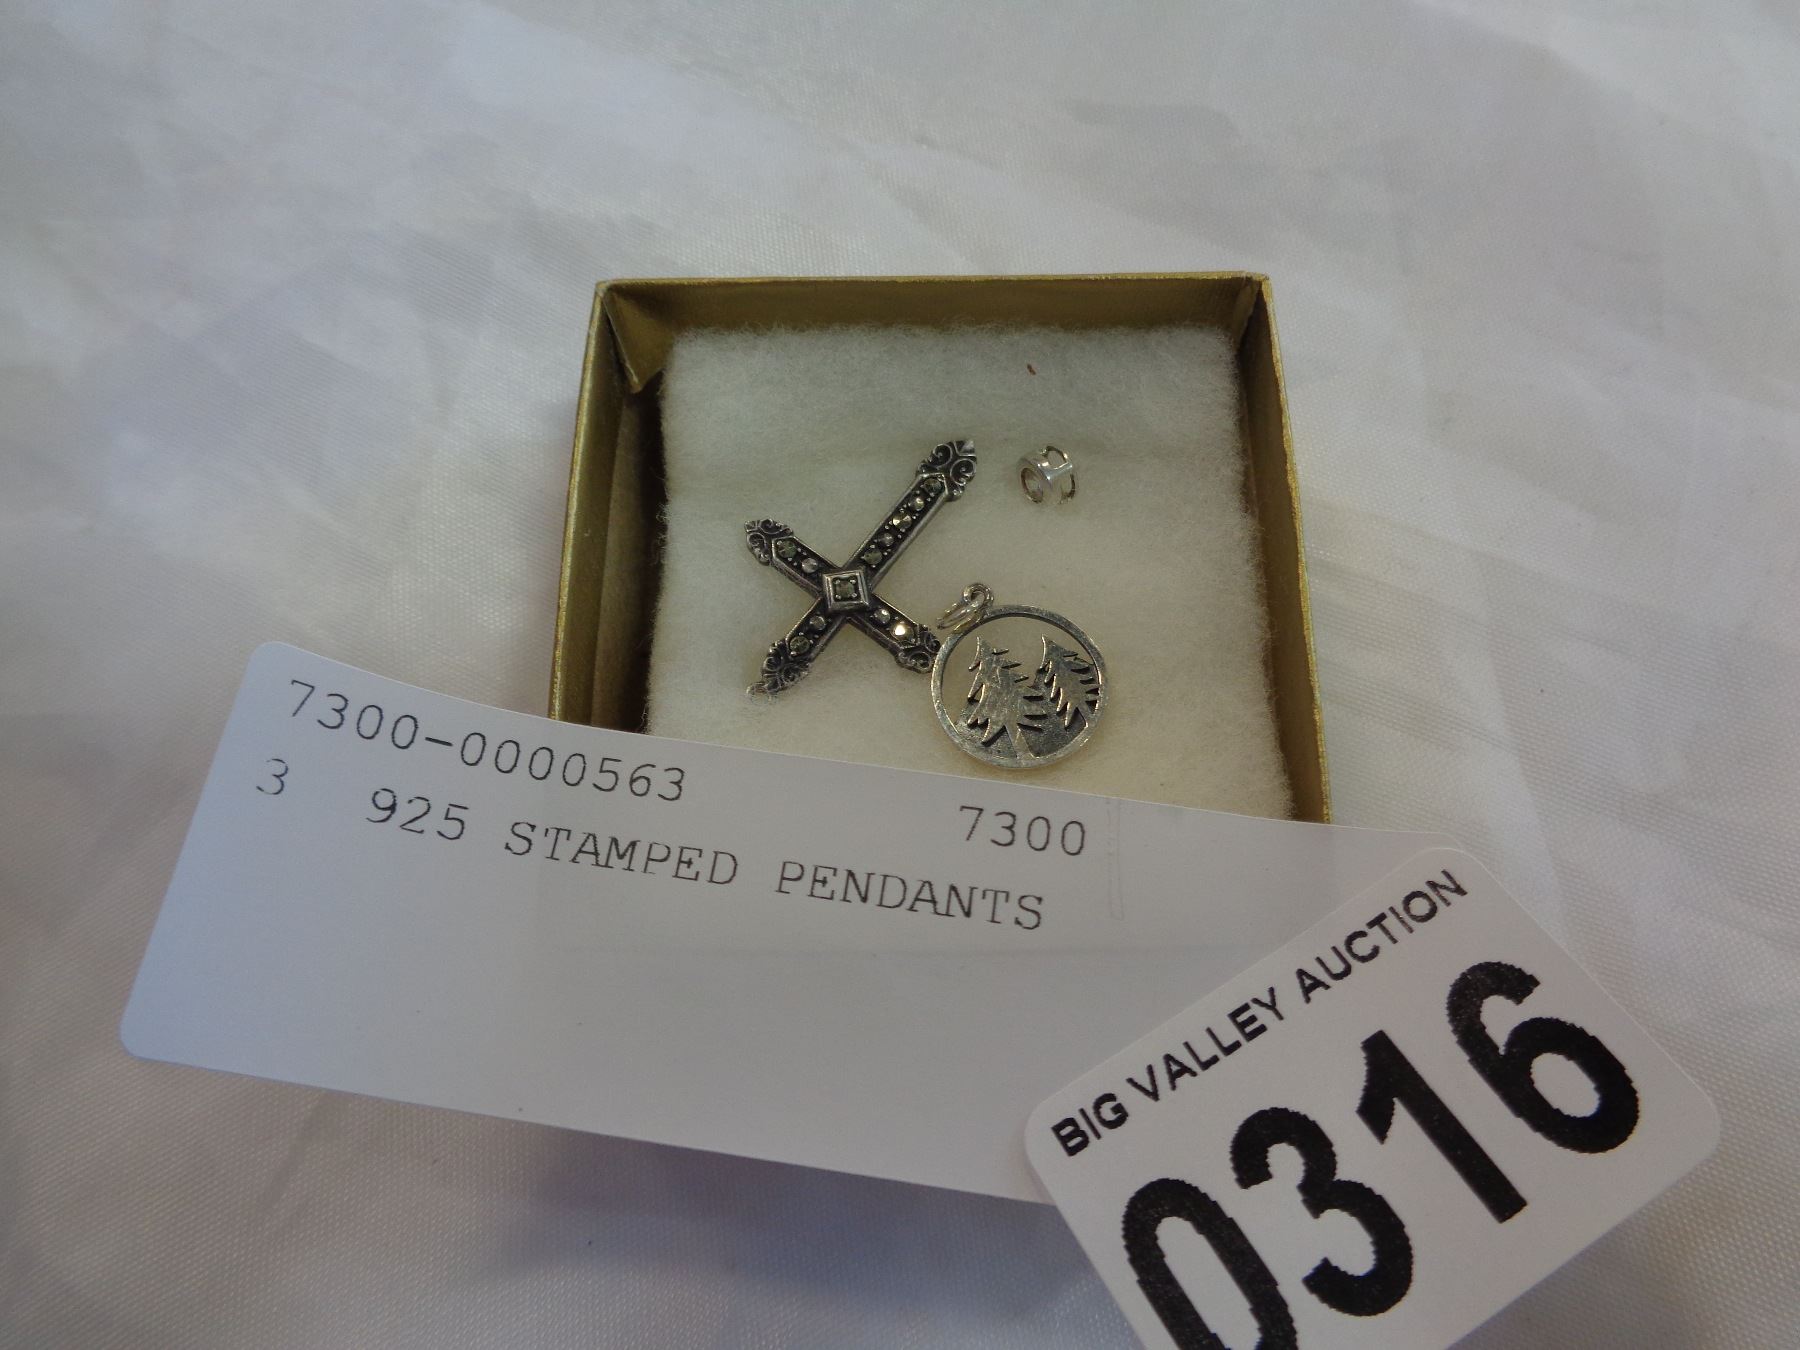 7300-0000563 7300
3 925 STAMPED PENDANTS
BIG VALLEY AUCTION
0316